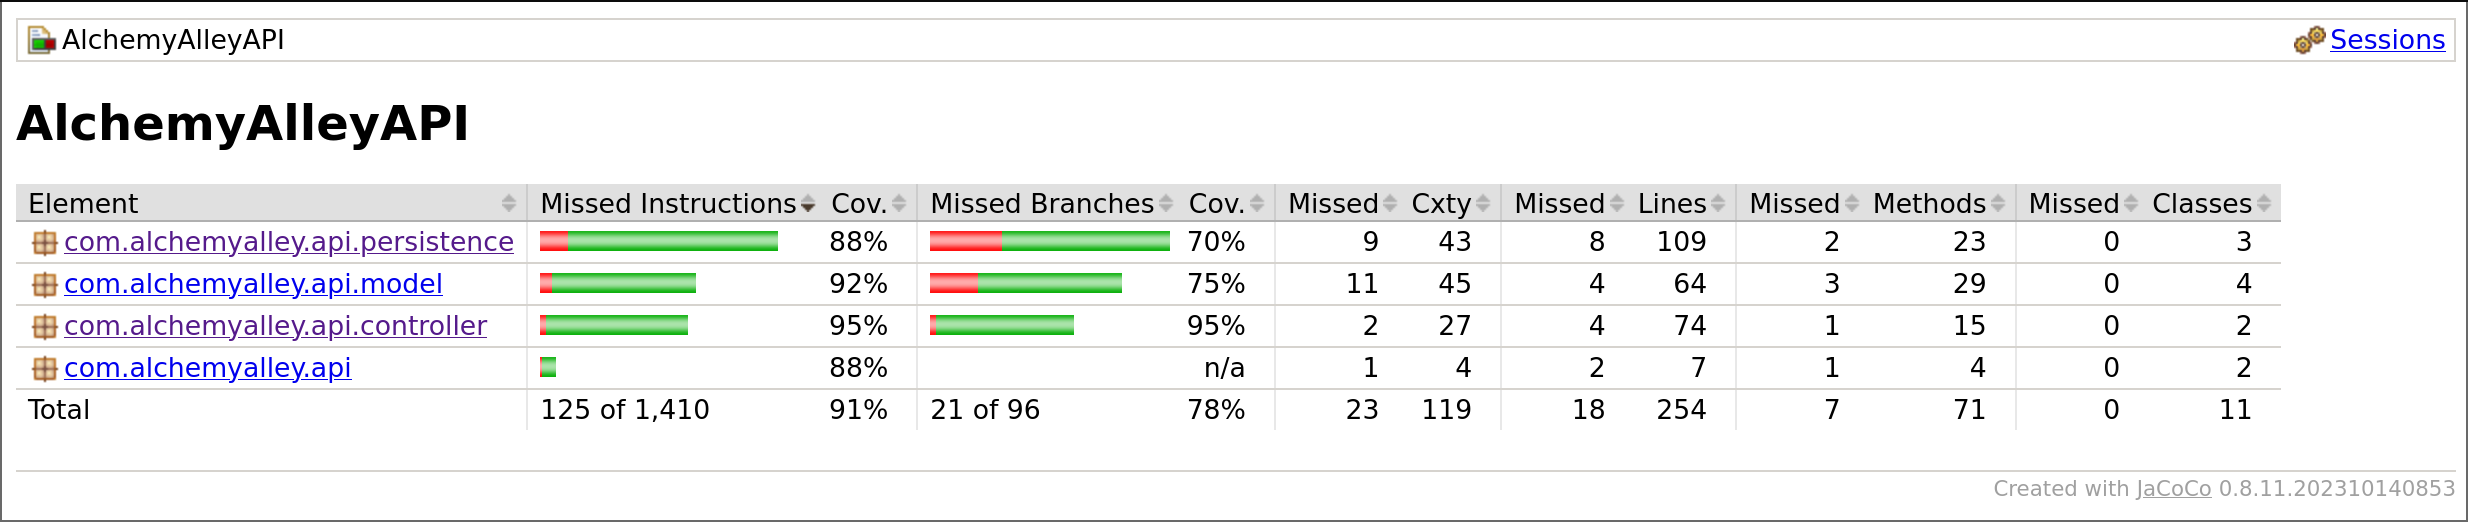 AlchemyAlleyAPI Sessions
AlchemyAlleyAPI
Element Missed Instructions Cov. Missed Branches Cov. Missed Cxty Missed Lines Missed Methods Missed Classes
com.alchemyalley.api.persistence 88% 70% 9 43 8 109 2 23 0 3
com.alchemyalley.api.model 92% 75% 11 45 4 64 3 29 0 4
com.alchemyalley.api.controller 95% 95% 2 27 4 74 1 15 0 2
com.alchemyalley.api 88% n/a 1 4 2 7 1 4 0 2
Total 125 of 1,410 91% 21 of 96 78% 23 119 18 254 7 71 0 11
Created with JaCoCo 0.8.11.202310140853